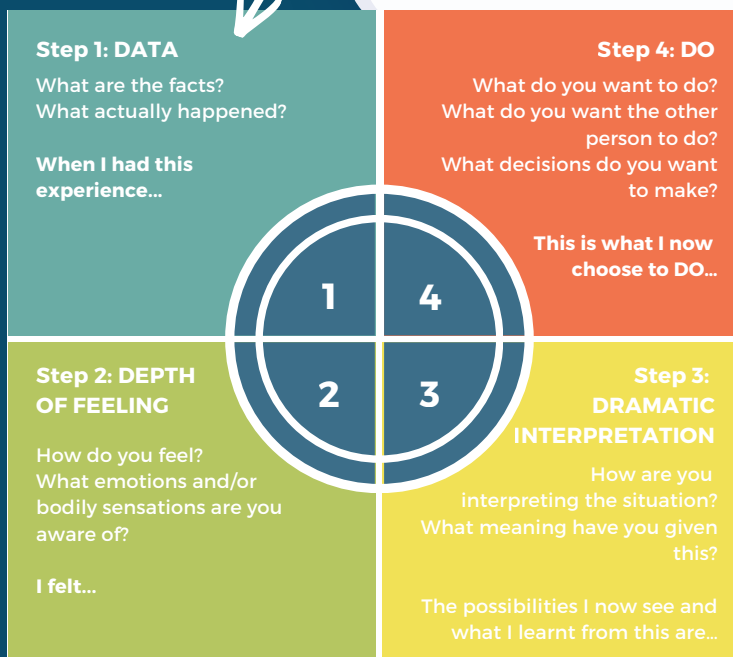 Step 1: DATA
What are the facts?
What actually happened?
When I had this
experience...
Step 2: DEPTH
OF FEELING
How do you feel?
What emotions and/or
bodily sensations are you
aware of?
I felt...
Step 3:
DRAMATIC
INTERPRETATION
How are you
interpreting the situation?
What meaning have you given
this?
The possibilities I now see and
what I learnt from this are...
Step 4: DO
What do you want to do?
What do you want the other
person to do?
What decisions do you want
to make?
This is what I now
choose to DO...
1
4
2
3